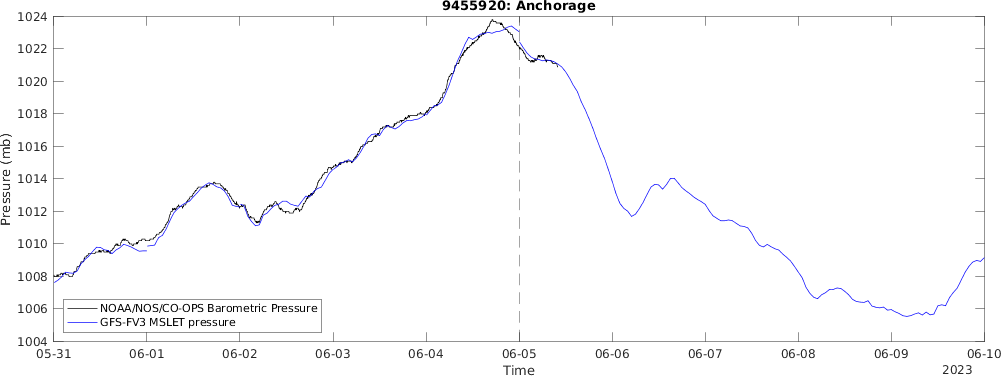 9455920: Anchorage
1024
1022
1020
1018
1016
1014
1012
1010
1008
1006
1004
Pressure (mb)
NOAA/NOS/CO-OPS Barometric Pressure
GFS-FV3 MSLET pressure
05-31 06-01 06-02 06-03 06-04 06-05 06-06 06-07 06-08 06-09 06-10
Time
2023